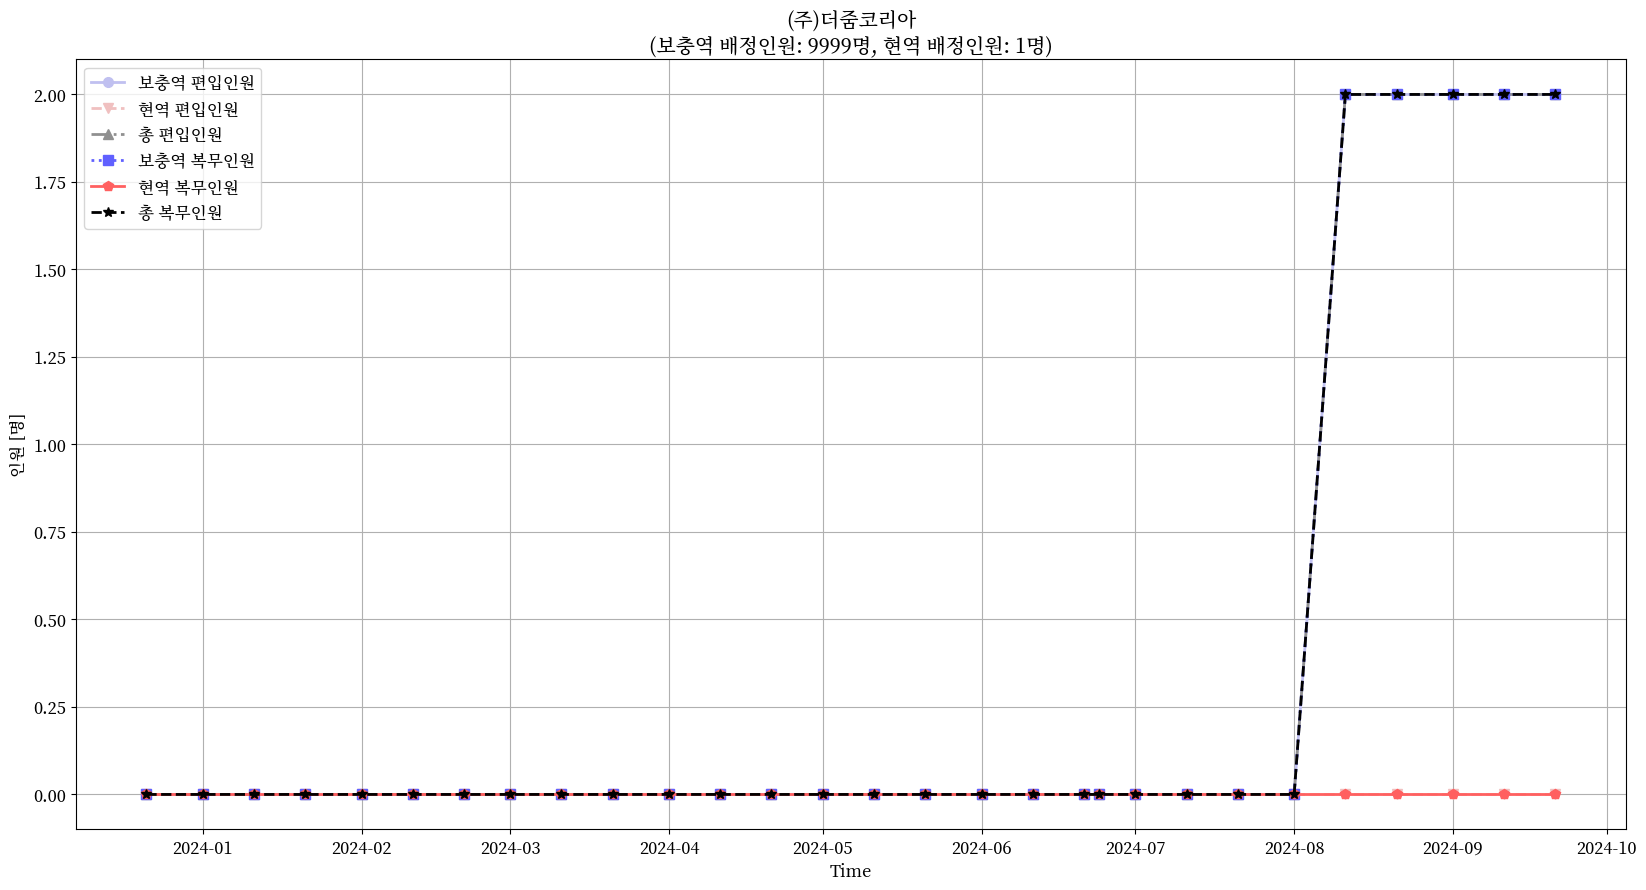 (주)더줌코리아
(보충역 배정인원: 9999명, 현역 배정인원: 1명)
보충역 편입인원
현역 편입인원
총 편입인원
보충역 복무인원
현역 복무인원
총 복무인원
인원 [명]
2.00
1.75
1.50
1.25
1.00
0.75
0.50
0.25
0.00
2024-01 2024-02 2024-03 2024-04 2024-05 2024-06 2024-07 2024-08 2024-09 2024-10
Time